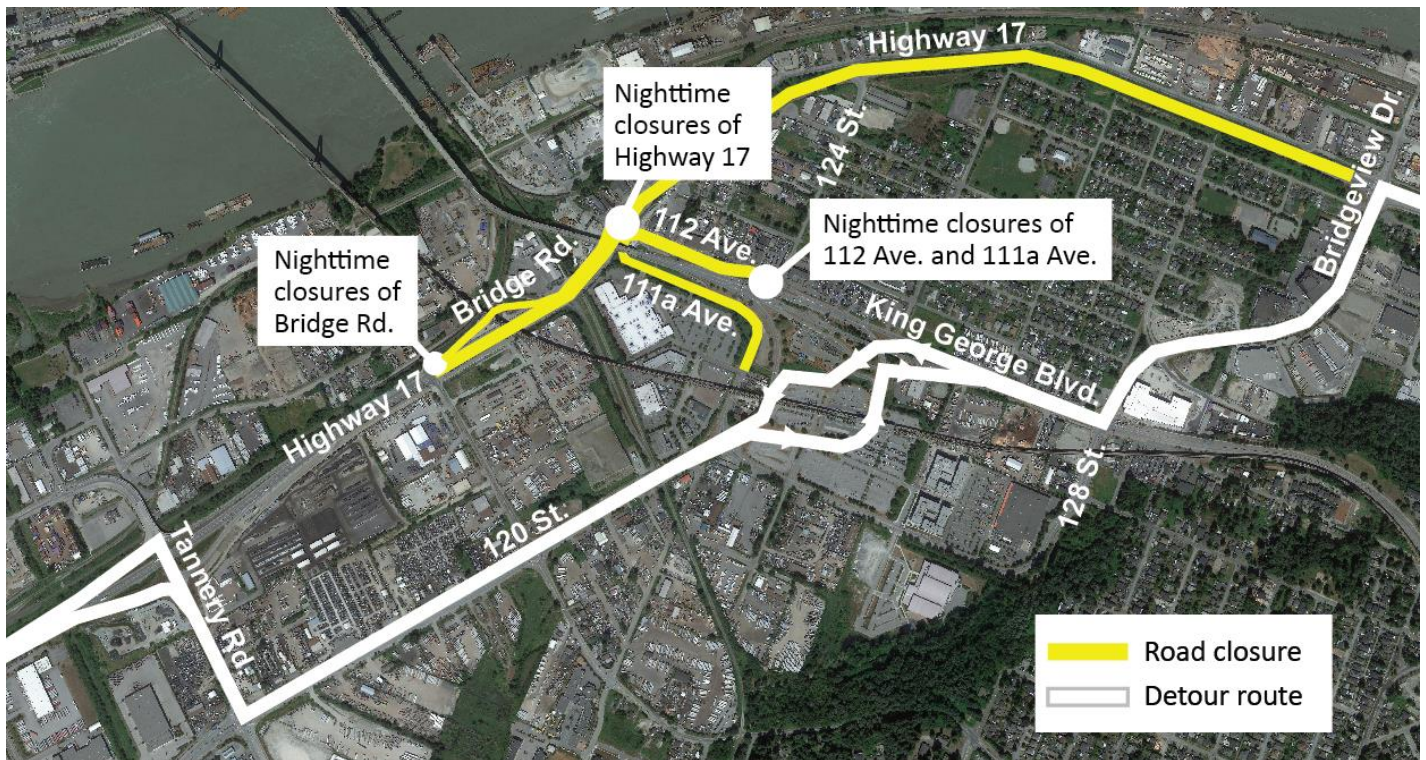 Highway 17
Nighttime
closures of
Highway 17
124 St.
Bridgeview Dr.
112 Ave.
Nighttime closures of
112 Ave. and 111a Ave.
Nighttime
closures of
Bridge Rd.
Bridge Rd.
111a Ave.
King George Blvd.
Highway 17
128 St.
120 St.
Tannery Rd.
Road closure
Detour route